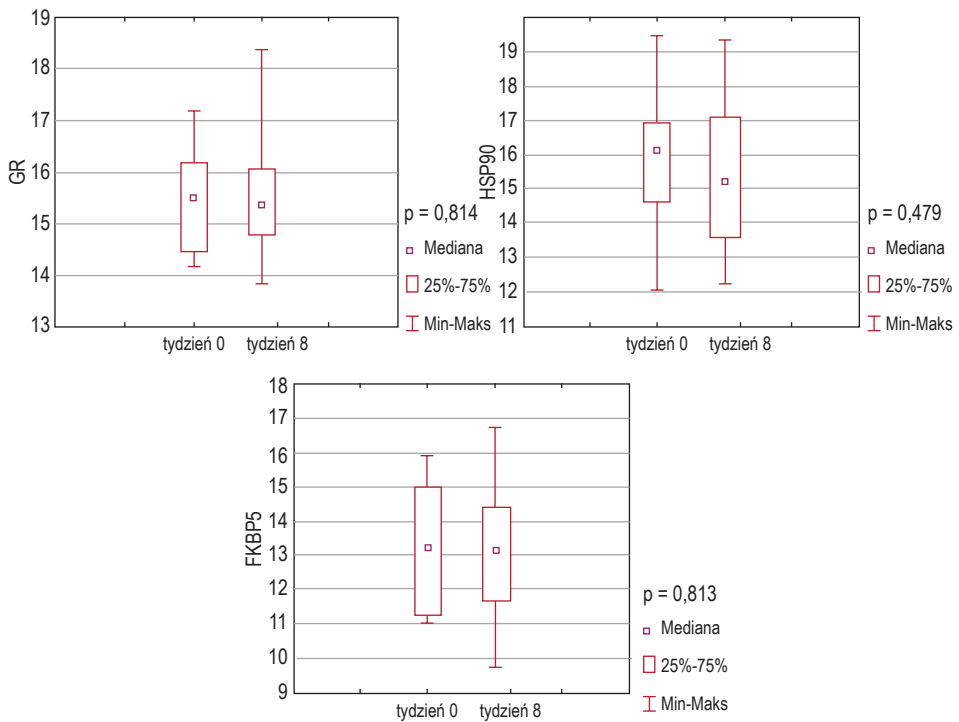 19
18
17
16
15
14
13
GR
tydzień 0
tydzień 8
p = 0,814
Mediana
25%-75%
Min-Maks
19
18
17
16
15
14
13
12
11
HSP90
tydzień 0
tydzień 8
p = 0,479
Mediana
25%-75%
Min-Maks
18
17
16
15
14
13
12
11
10
9
FKBP5
tydzień 0
tydzień 8
p = 0,813
Mediana
25%-75%
Min-Maks